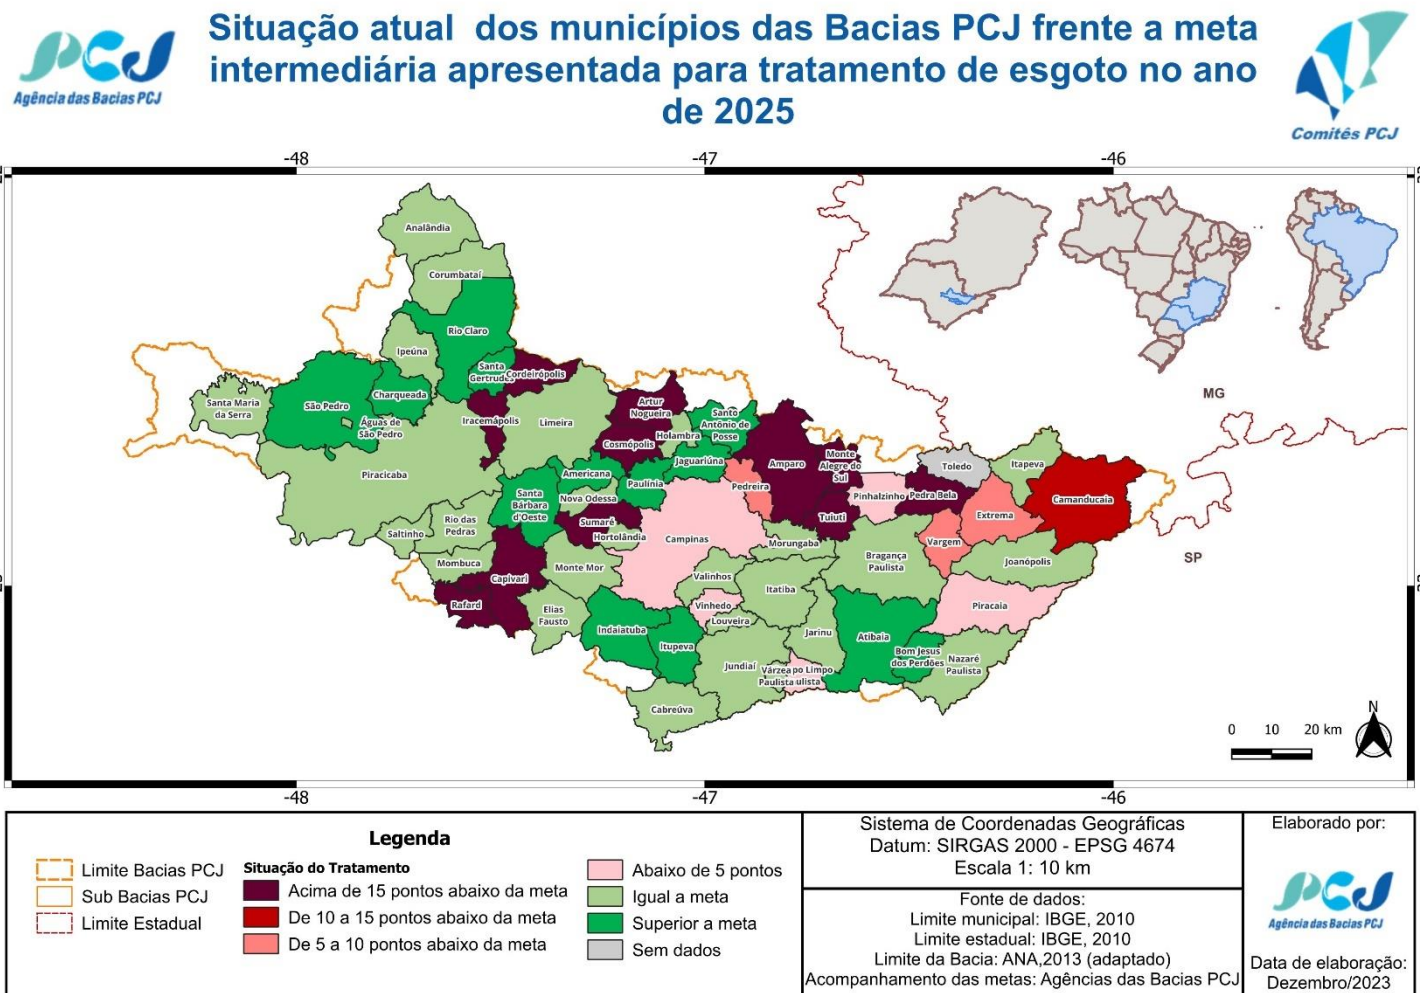 PCJ
Agência das Bacias PCJ
Situação atual  dos municípios das Bacias PCJ frente a meta
intermediária apresentada para tratamento de esgoto no ano
de 2025
Comitês PCJ
-48
-47
-46
Analândia
Corumbataí
Rio Claro
Ipeúna
Santa
Cordeirópolis
Santa Maria
da Serra
São Pedro
Charqueada
Águas de
São Pedro
Iracemápolis
Limeira
Artur
Nogueira
Cosmópolis
Holambra
Santo
Antônio de
Posse
Piracicaba
Americana
Paulínia
Jaguariúna
Pedreira
Amparo
Monte
Alegre do
Sul
Pinhalzinho
Pedra Bela
Toledo
Itapeva
Camanducaia
Extrema
Vargem
Tuiuti
Santa
Bárbara
d'Oeste
Nova Odessa
Sumaré
Hortolândia
Campinas
Morungaba
Bragança
Paulista
Joanópolis
Saltinho
Rio das
Pedras
Mombuca
Capivari
Rafard
Monte Mor
Elias
Fausto
Valinhos
Vinhedo
Louveira
Itatiba
Piracaia
Indaiatuba
Itupeva
Jundiaí
Jarinu
Atibaia
Bom Jesus
dos Perdões
Nazaré
Paulista
Várzea
po Limpo
Paulista
ulista
Cabreúva
MG
SP
N
0 10 20 km
-48
-47
-46
Legenda
Limite Bacias PCJ
Sub Bacias PCJ
Limite Estadual
Situação do Tratamento
Acima de 15 pontos abaixo da meta
De 10 a 15 pontos abaixo da meta
De 5 a 10 pontos abaixo da meta
Abaixo de 5 pontos
Igual a meta
Superior a meta
Sem dados
Sistema de Coordenadas Geográficas
Datum: SIRGAS 2000 - EPSG 4674
Escala 1: 10 km
Fonte de dados:
Limite municipal: IBGE, 2010
Limite estadual: IBGE, 2010
Limite da Bacia: ANA,2013 (adaptado)
Acompanhamento das metas: Agências das Bacias PCJ
Elaborado por:
PCJ
Agência das Bacias PCJ
Data de elaboração:
Dezembro/2023